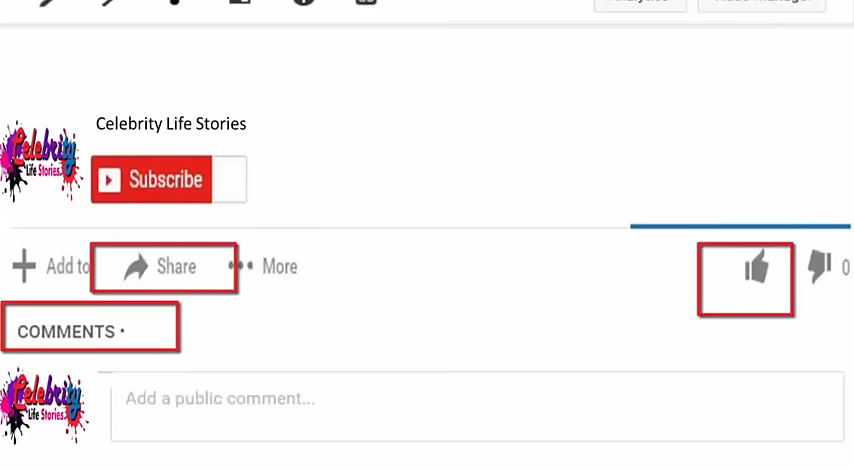 Celebrity Life Stories
Celebrity
Life Stories.
Subscribe
Add to
Share
More
0
COMMENTS •
Celebrity
Life Stories.
Add a public comment...